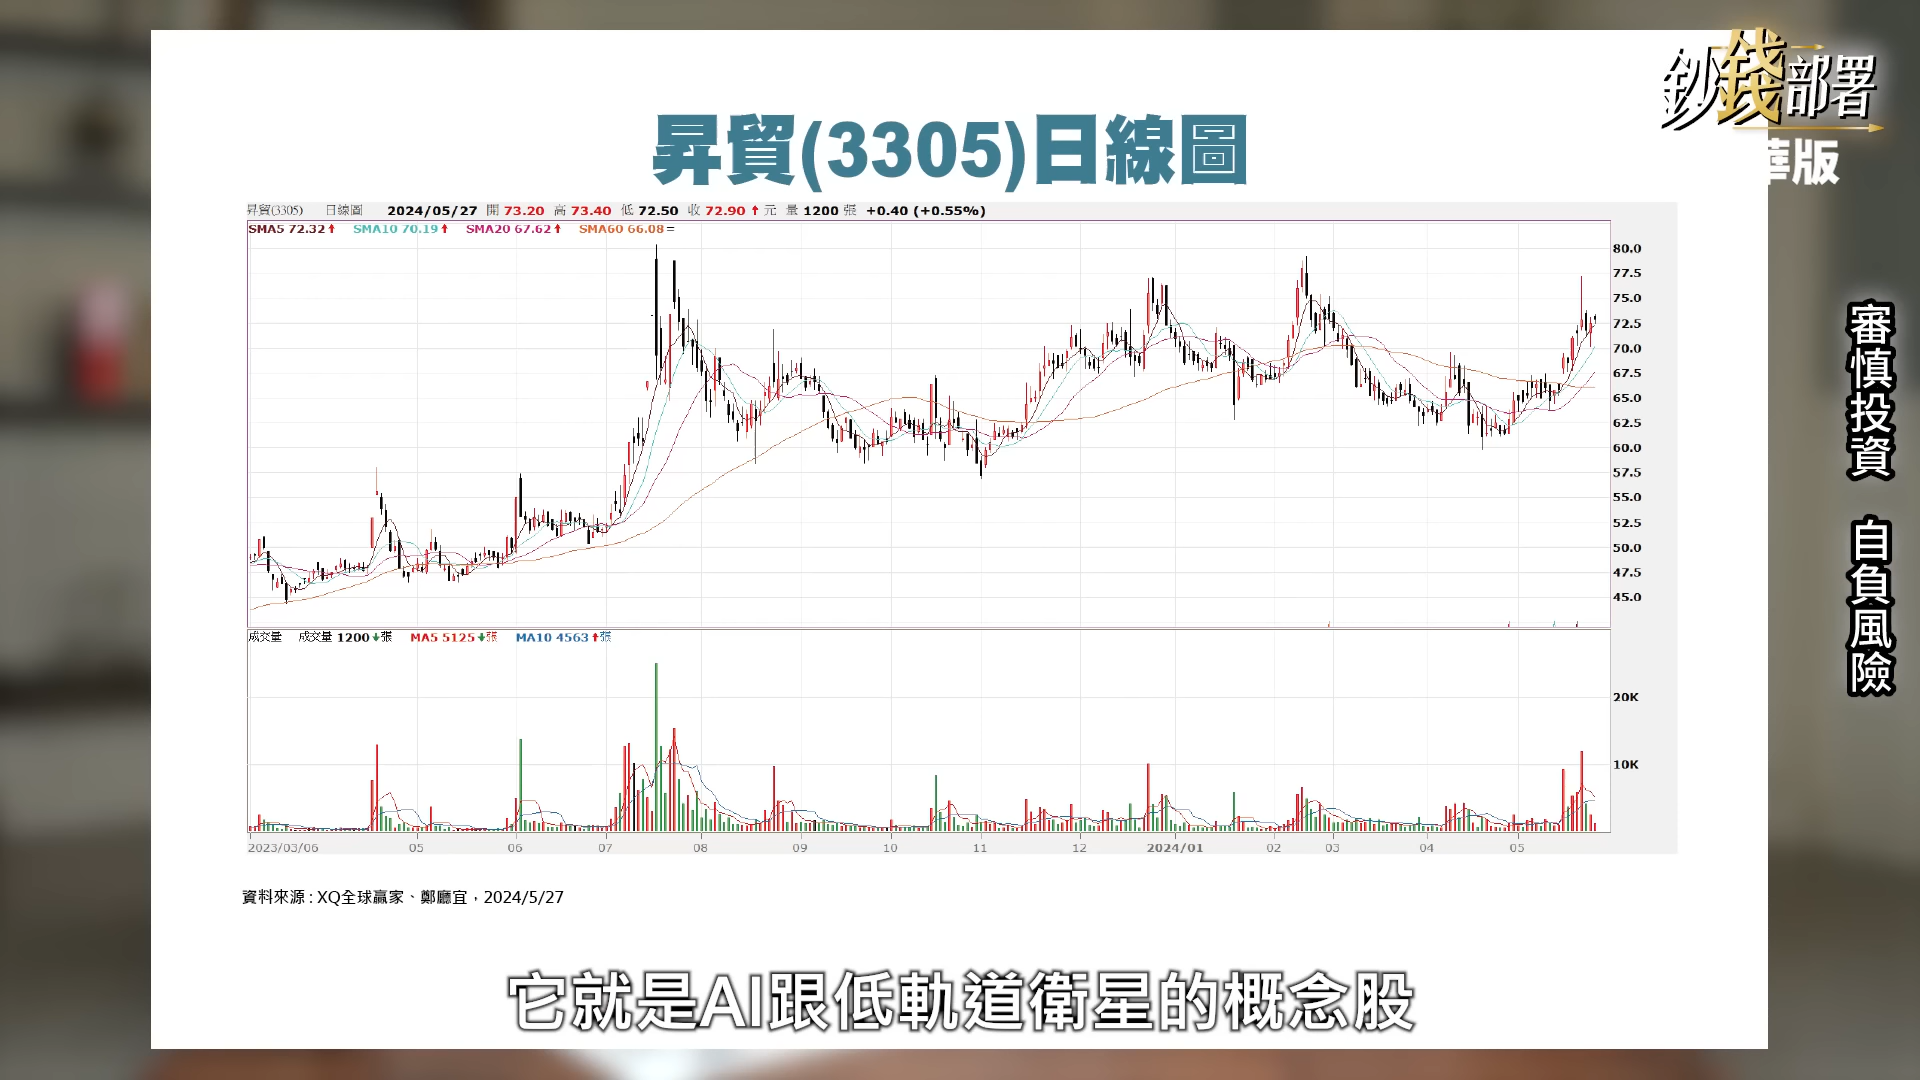 鈔錢部署
華版
昇貿(3305)日線圖
昇貿(3305) 日線圖 2024/05/27 開 73.20 高 73.40 低 72.50 收 72.90↑ 元 量 1200 張 +0.40 (+0.55%)
SMA5 72.32↑ SMA10 70.19↑ SMA20 67.62↑ SMA60 66.08=
80.0
77.5
75.0
72.5
70.0
67.5
65.0
62.5
60.0
57.5
55.0
52.5
50.0
47.5
45.0
成交量 成交量 1200↓張 MA5 5125↓張 MA10 4563↑張
20K
10K
2023/03/06 05 06 07 08 09 10 11 12 2024/01 02 03 04 05
資料來源 : XQ全球贏家、鄭廳宜，2024/5/27
審慎投資 自負風險
它就是AI跟低軌道衛星的概念股